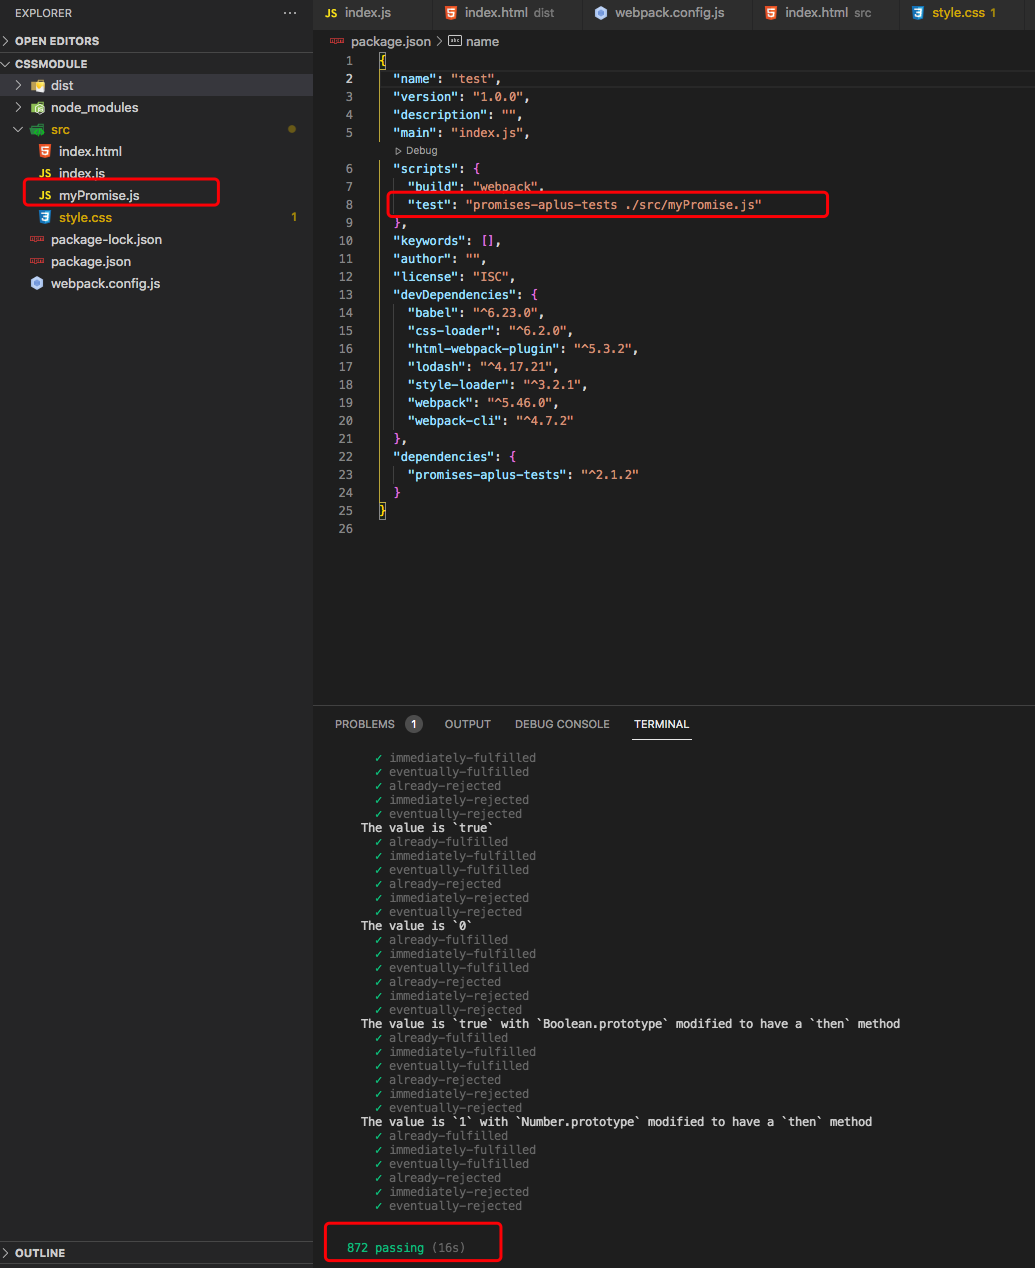 EXPLORER
···
OPEN EDITORS
CSSMODULE
dist
node_modules
src
index.html
JS index.js
JS myPromise.js
style.css 1
package-lock.json
package.json
webpack.config.js
OUTLINE
JS index.js
index.html dist
webpack.config.js
index.html src
style.css 1
package.json > abc name
1 {
2 "name": "test",
3 "version": "1.0.0",
4 "description": "",
5 "main": "index.js",
Debug
6 "scripts": {
7 "build": "webpack",
8 "test": "promises-aplus-tests ./src/myPromise.js"
9 },
10 "keywords": [],
11 "author": "",
12 "license": "ISC",
13 "devDependencies": {
14 "babel": "^6.23.0",
15 "css-loader": "^6.2.0",
16 "html-webpack-plugin": "^5.3.2",
17 "lodash": "^4.17.21",
18 "style-loader": "^3.2.1",
19 "webpack": "^5.46.0",
20 "webpack-cli": "^4.7.2"
21 },
22 "dependencies": {
23 "promises-aplus-tests": "^2.1.2"
24 }
25 }
26
PROBLEMS 1 OUTPUT DEBUG CONSOLE TERMINAL
✓ immediately-fulfilled
✓ eventually-fulfilled
✓ already-rejected
✓ immediately-rejected
✓ eventually-rejected
The value is `true`
✓ already-fulfilled
✓ immediately-fulfilled
✓ eventually-fulfilled
✓ already-rejected
✓ immediately-rejected
✓ eventually-rejected
The value is `0`
✓ already-fulfilled
✓ immediately-fulfilled
✓ eventually-fulfilled
✓ already-rejected
✓ immediately-rejected
✓ eventually-rejected
The value is `true` with `Boolean.prototype` modified to have a `then` method
✓ already-fulfilled
✓ immediately-fulfilled
✓ eventually-fulfilled
✓ already-rejected
✓ immediately-rejected
✓ eventually-rejected
The value is `1` with `Number.prototype` modified to have a `then` method
✓ already-fulfilled
✓ immediately-fulfilled
✓ eventually-fulfilled
✓ already-rejected
✓ immediately-rejected
✓ eventually-rejected
872 passing (16s)